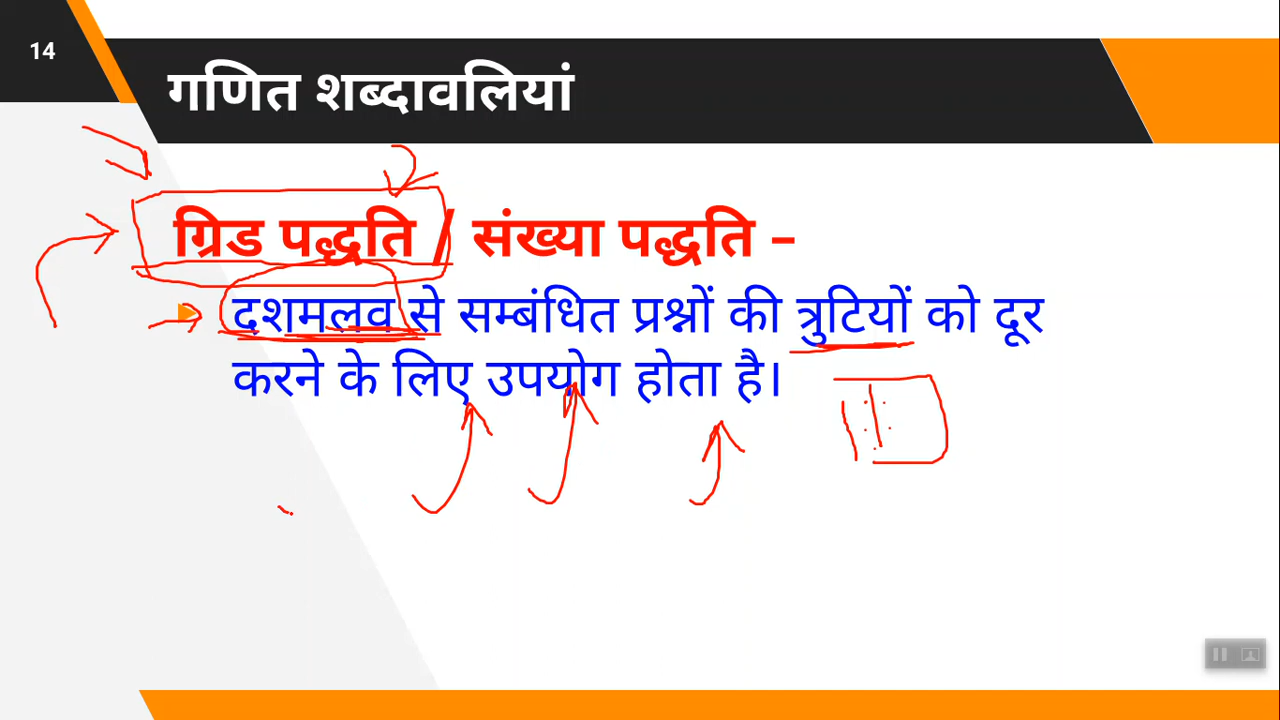 14
गणित शब्दावलियां
ग्रिड पद्धति / संख्या पद्धति –
दशमलव से सम्बंधित प्रश्नों की त्रुटियों को दूर
करने के लिए उपयोग होता है।